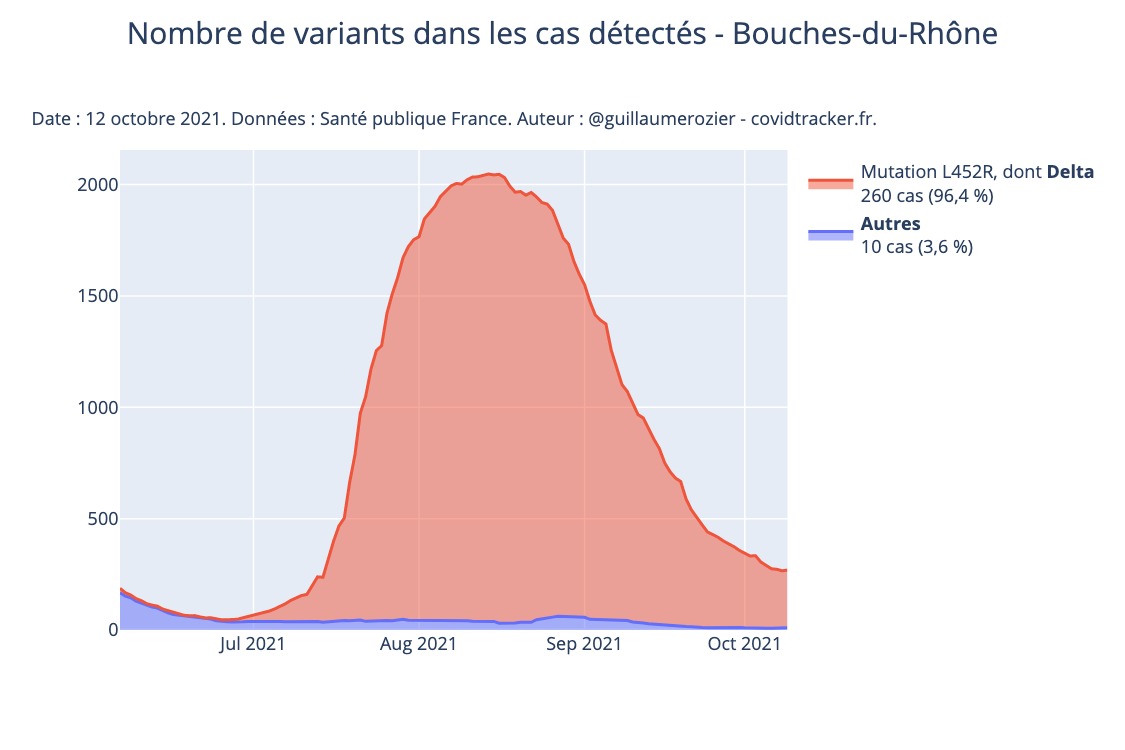 Nombre de variants dans les cas détectés - Bouches-du-Rhône
Date : 12 octobre 2021. Données : Santé publique France. Auteur : @guillaumerozier - covidtracker.fr.
Mutation L452R, dont Delta
260 cas (96,4 %)
Autres
10 cas (3,6 %)
2000
1500
1000
500
0
Jul 2021
Aug 2021
Sep 2021
Oct 2021